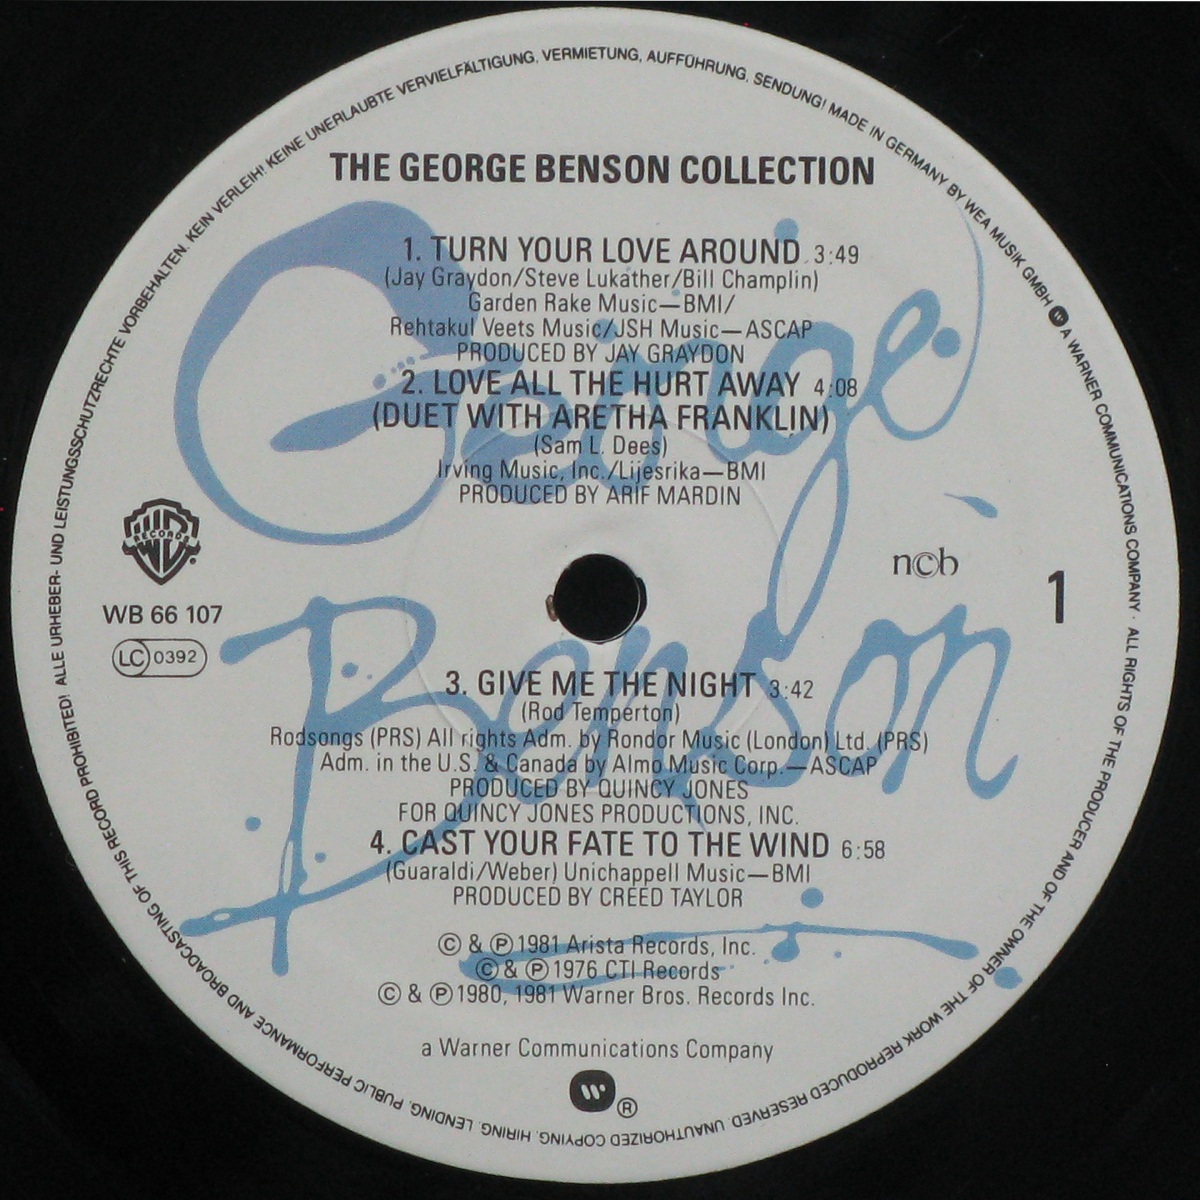 THE GEORGE BENSON COLLECTION
1. TURN YOUR LOVE AROUND 3:49
(Jay Graydon/Steve Lukather/Bill Champlin)
Garden Rake Music—BMI/
Rehtakul Veets Music/JSH Music—ASCAP
PRODUCED BY JAY GRAYDON
2. LOVE ALL THE HURT AWAY 4:08
(DUET WITH ARETHA FRANKLIN)
(Sam L. Dees)
Irving Music, Inc./Lijesrika—BMI
PRODUCED BY ARIF MARDIN
George
Benson
W B RECORDS ®
WB 66 107
LC 0392
n©b
1
3. GIVE ME THE NIGHT 3:42
(Rod Temperton)
Rodsongs (PRS) All rights Adm. by Rondor Music (London) Ltd. (PRS)
Adm. in the U.S. & Canada by Almo Music Corp.—ASCAP
PRODUCED BY QUINCY JONES
FOR QUINCY JONES PRODUCTIONS, INC.
4. CAST YOUR FATE TO THE WIND 6:58
(Guaraldi/Weber) Unichappell Music—BMI
PRODUCED BY CREED TAYLOR
© & ℗ 1981 Arista Records, Inc.
© & ℗ 1976 CTI Records
© & ℗ 1980, 1981 Warner Bros. Records Inc.
a Warner Communications Company
W ®
ALLE URHEBER- UND LEISTUNGSSCHUTZRECHTE VORBEHALTEN. KEIN VERLEIH! KEINE UNERLAUBTE VERVIELFÄLTIGUNG, VERMIETUNG, AUFFÜHRUNG, SENDUNG! MADE IN GERMANY BY WEA MUSIK GMBH W A WARNER COMMUNICATIONS COMPANY · ALL RIGHTS OF THE PRODUCER AND OF THE OWNER OF THE WORK REPRODUCED RESERVED. UNAUTHORIZED COPYING, HIRING, LENDING, PUBLIC PERFORMANCE AND BROADCASTING OF THIS RECORD PROHIBITED!